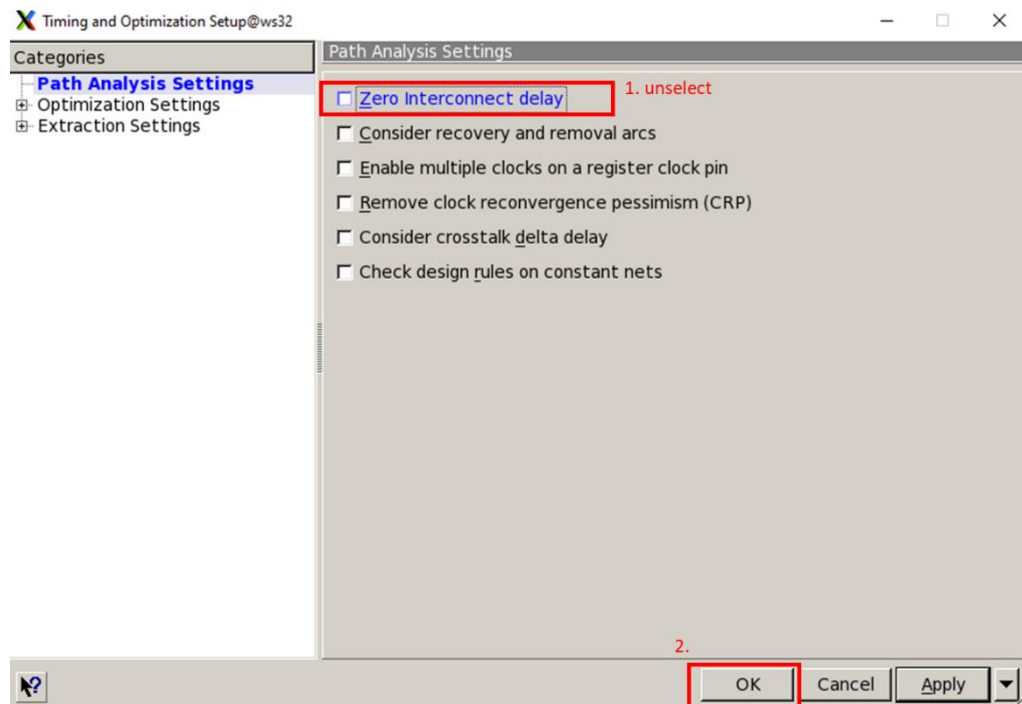 Timing and Optimization Setup@ws32
Categories
Path Analysis Settings
Optimization Settings
Extraction Settings
Path Analysis Settings
Zero Interconnect delay
1. unselect
Consider recovery and removal arcs
Enable multiple clocks on a register clock pin
Remove clock reconvergence pessimism (CRP)
Consider crosstalk delta delay
Check design rules on constant nets
2.
OK
Cancel
Apply